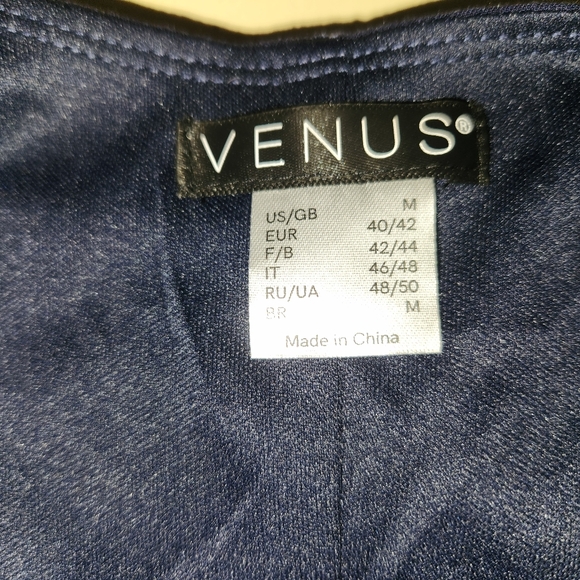 VENUS®
US/GB M
EUR 40/42
F/B 42/44
IT 46/48
RU/UA 48/50
BR M
Made in China